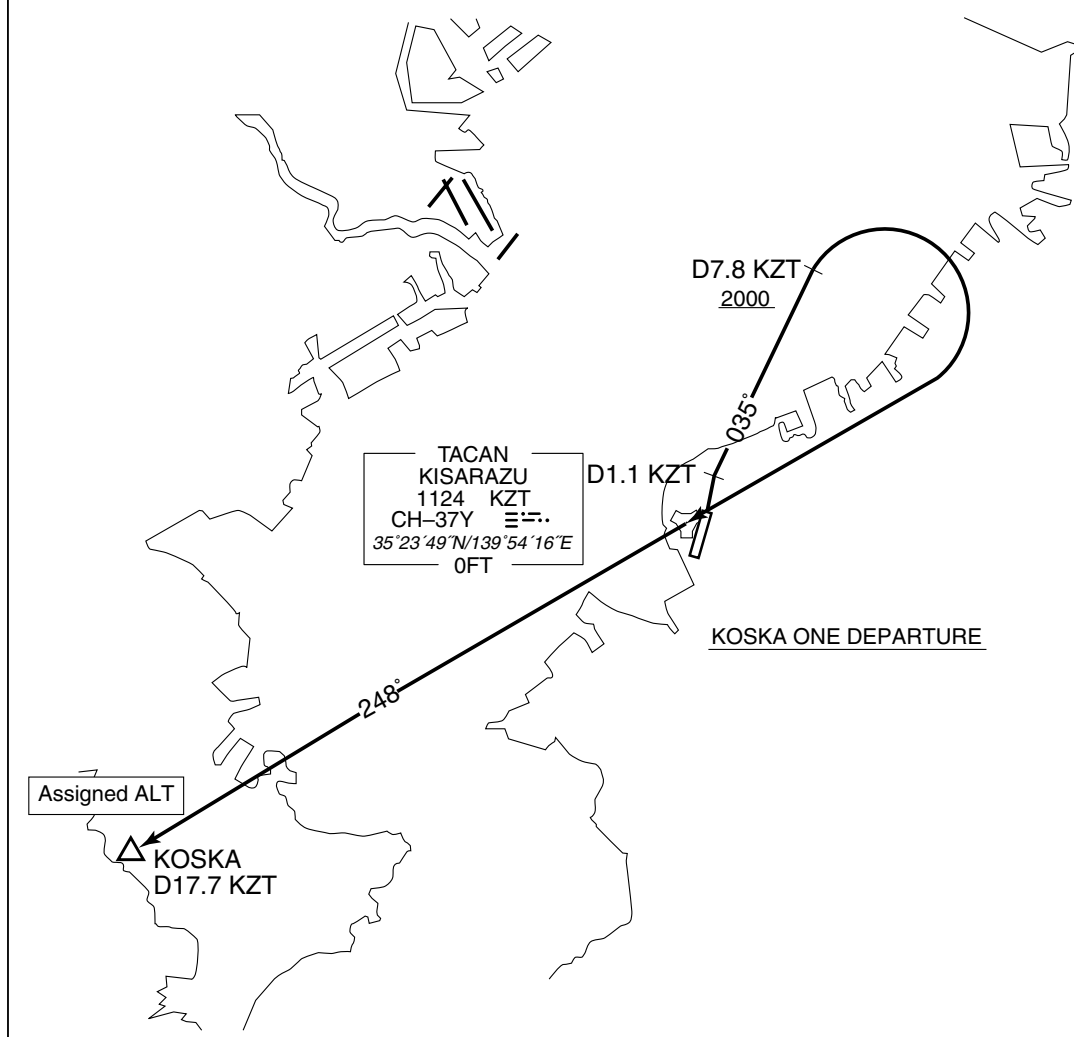 D7.8 KZT
2000
035°
TACAN
KISARAZU
1124 KZT
CH–37Y
35°23´49˝N/139°54´16˝E
0FT
D1.1 KZT
KOSKA ONE DEPARTURE
248°
Assigned ALT
KOSKA
D17.7 KZT